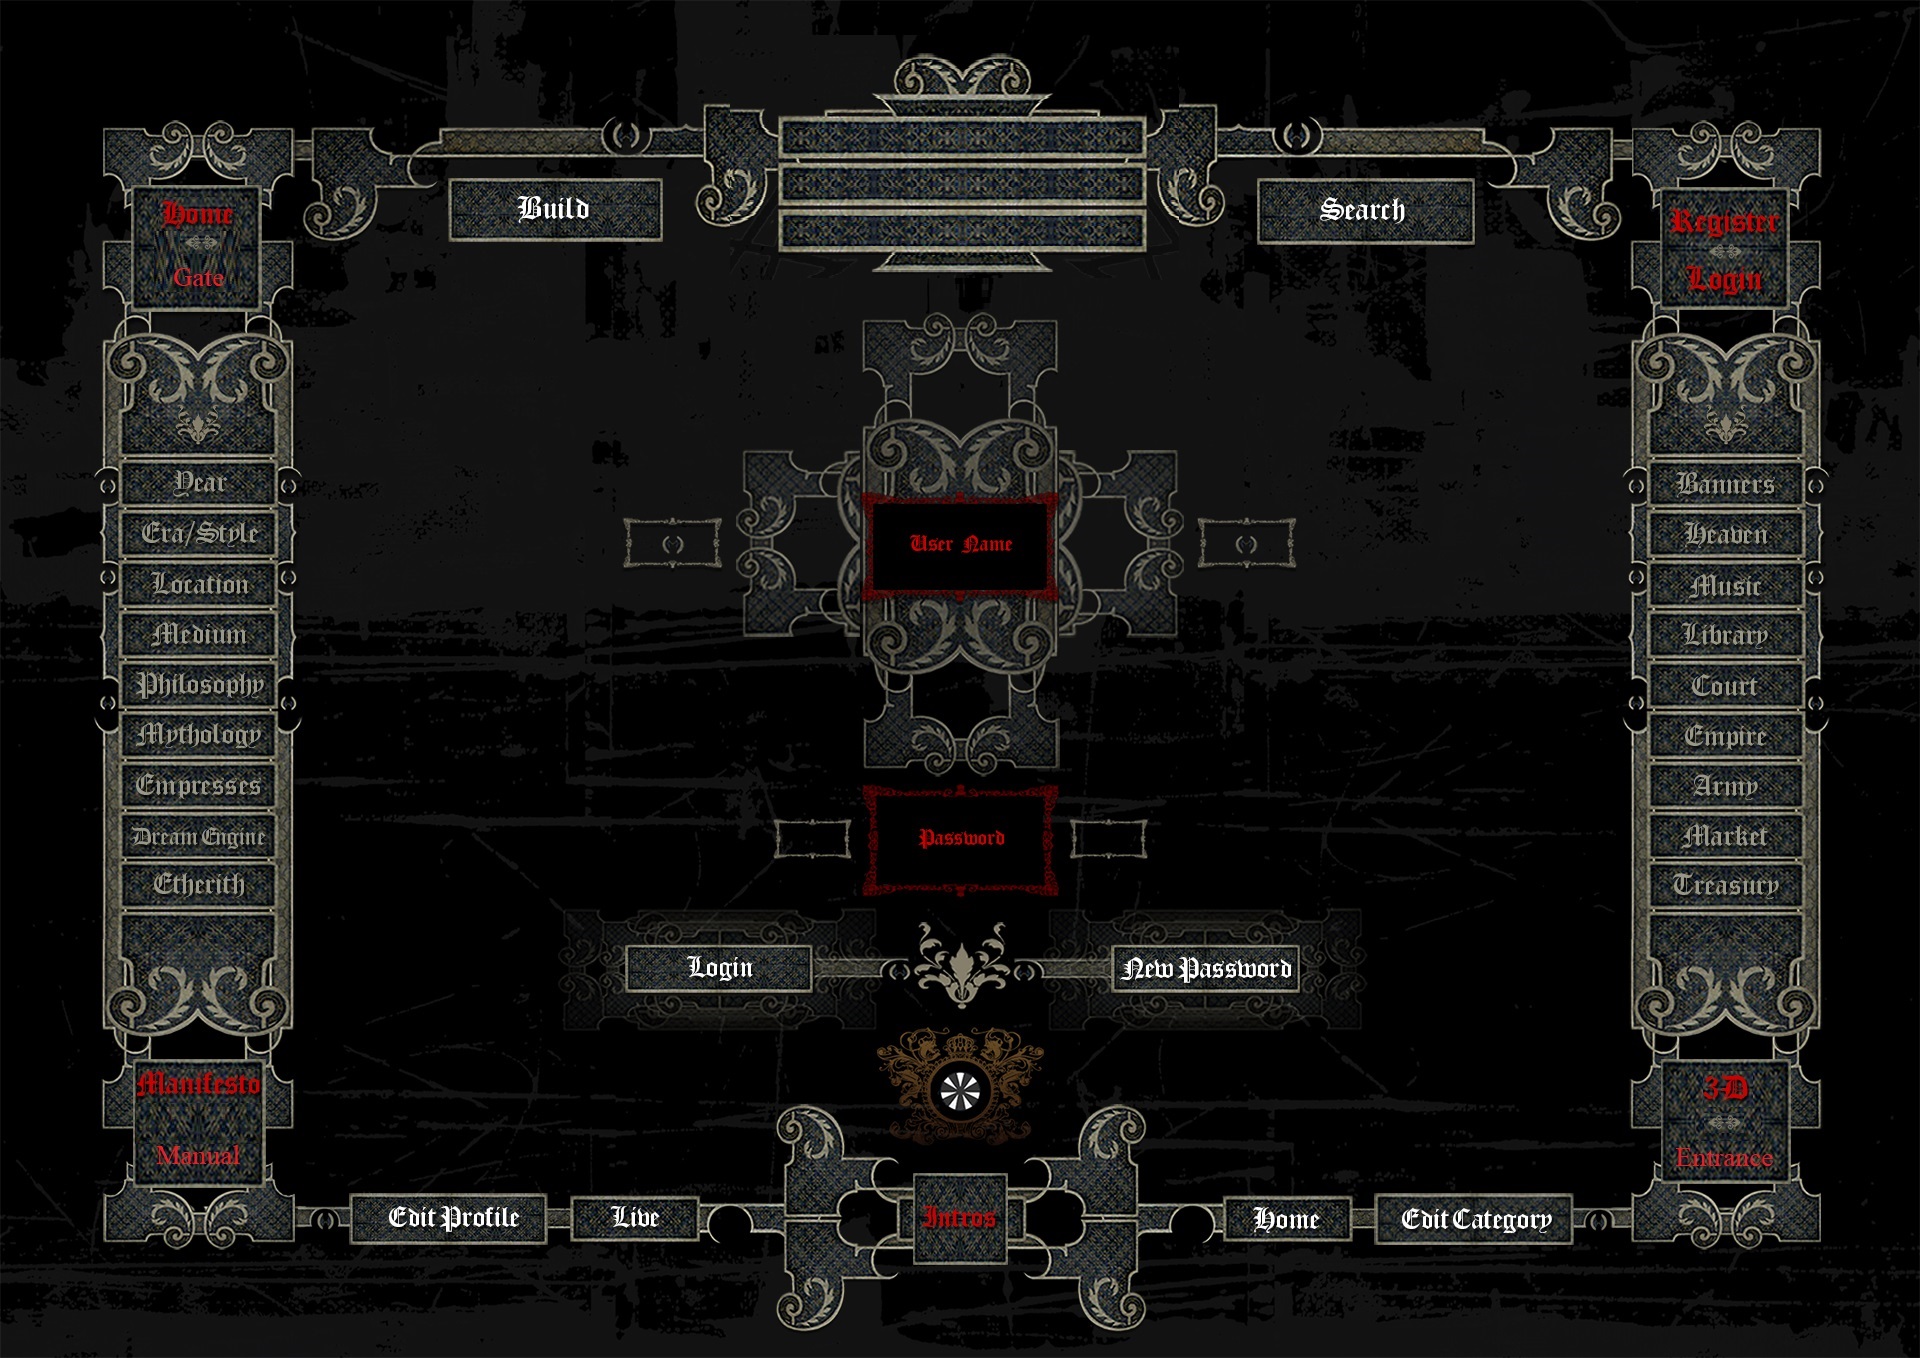 Home
Gate
Build
Search
Register
Login
Year
Era/Style
Location
Medium
Philosophy
Mythology
Empresses
Dream Engine
Etherith
User Name
Password
Login
New Password
Banners
Heaven
Music
Library
Court
Empire
Army
Market
Treasury
Manifesto
Manual
Edit Profile
Live
Intros
Home
Edit Category
3D
Entrance